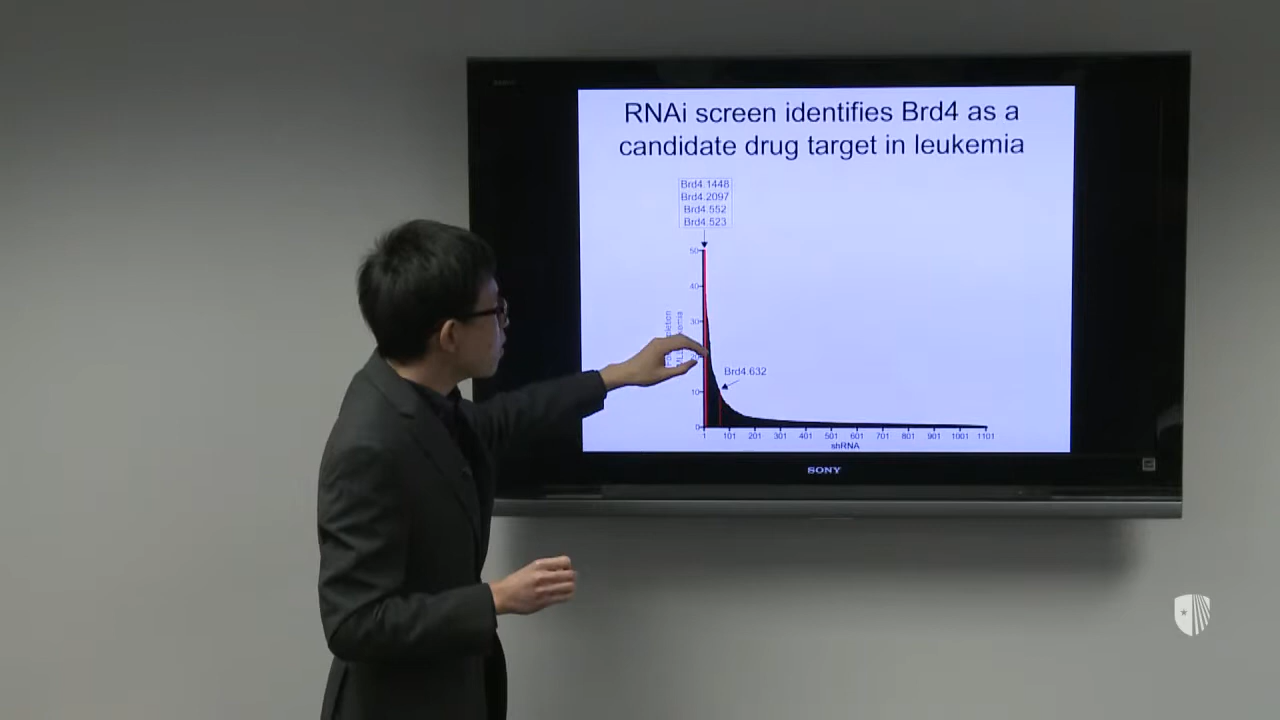 RNAi screen identifies Brd4 as a
candidate drug target in leukemia
Brd4.1448
Brd4.2097
Brd4.552
Brd4.523
50
40
30
10
0
Brd4.632
1 101 201 301 401 501 601 701 801 901 1001 1101
shRNA
SONY